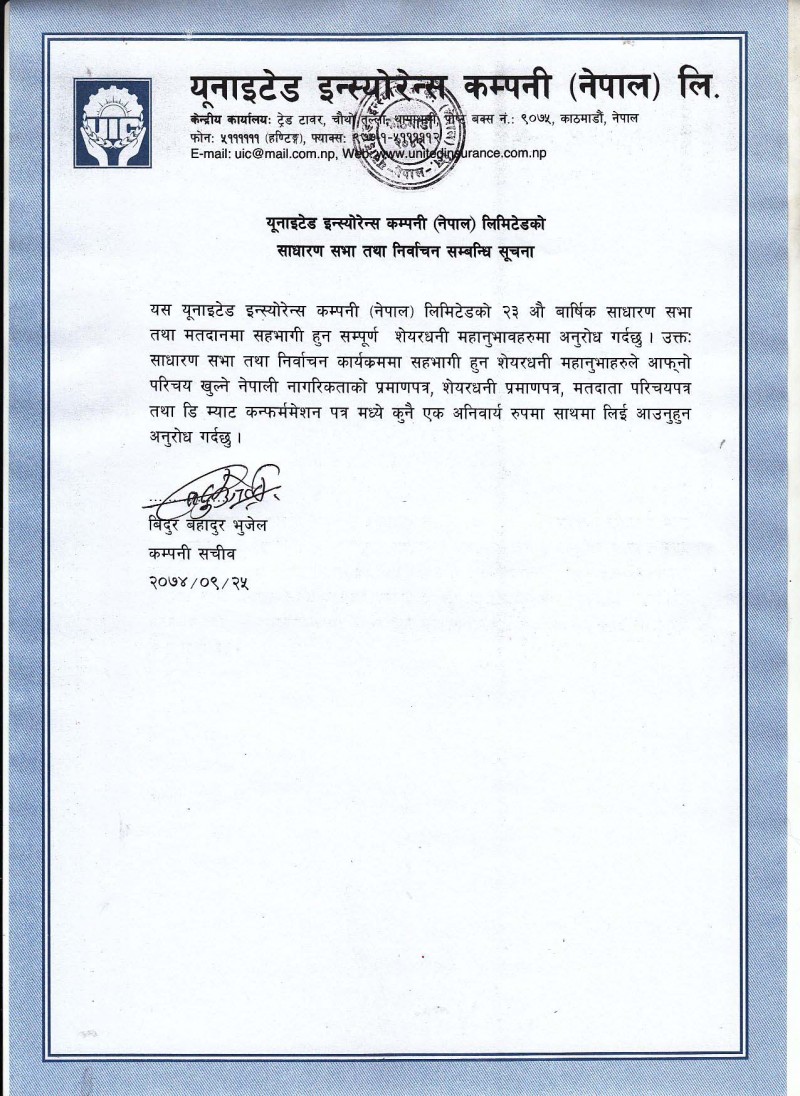 यूनाइटेड इन्स्योरेन्स कम्पनी (नेपाल) लि.
UIC
केन्द्रीय कार्यालय: ट्रेड टावर, चौथो तल्ला, थापाथली, पोष्ट बक्स नं.: ९०७५, काठमाडौं, नेपाल
फोन: ५१११११११ (हण्टिङ्ग), फ्याक्स:
E-mail: uic@mail.com.np, Web: www.unitedinsurance.com.np
यूनाइटेड इन्स्योरेन्स कम्पनी (नेपाल) लिमिटेडको
साधारण सभा तथा निर्वाचन सम्बन्धि सूचना
यस यूनाइटेड इन्स्योरेन्स कम्पनी (नेपाल) लिमिटेडको २३ औ बार्षिक साधारण सभा
तथा मतदानमा सहभागी हुन सम्पूर्ण शेयरधनी महानुभावहरुमा अनुरोध गर्दछु । उक्तः
साधारण सभा तथा निर्वाचन कार्यक्रममा सहभागी हुन शेयरधनी महानुभाहरुले आफ्नो
परिचय खुल्ने नेपाली नागरिकताको प्रमाणपत्र, शेयरधनी प्रमाणपत्र, मतदाता परिचयपत्र
तथा डि म्याट कन्फर्ममेशन पत्र मध्ये कुनै एक अनिवार्य रुपमा साथमा लिई आउनुहुन
अनुरोध गर्दछु ।
बिदुर बहादुर भुजेल
कम्पनी सचीव
२०७४/०९/२५